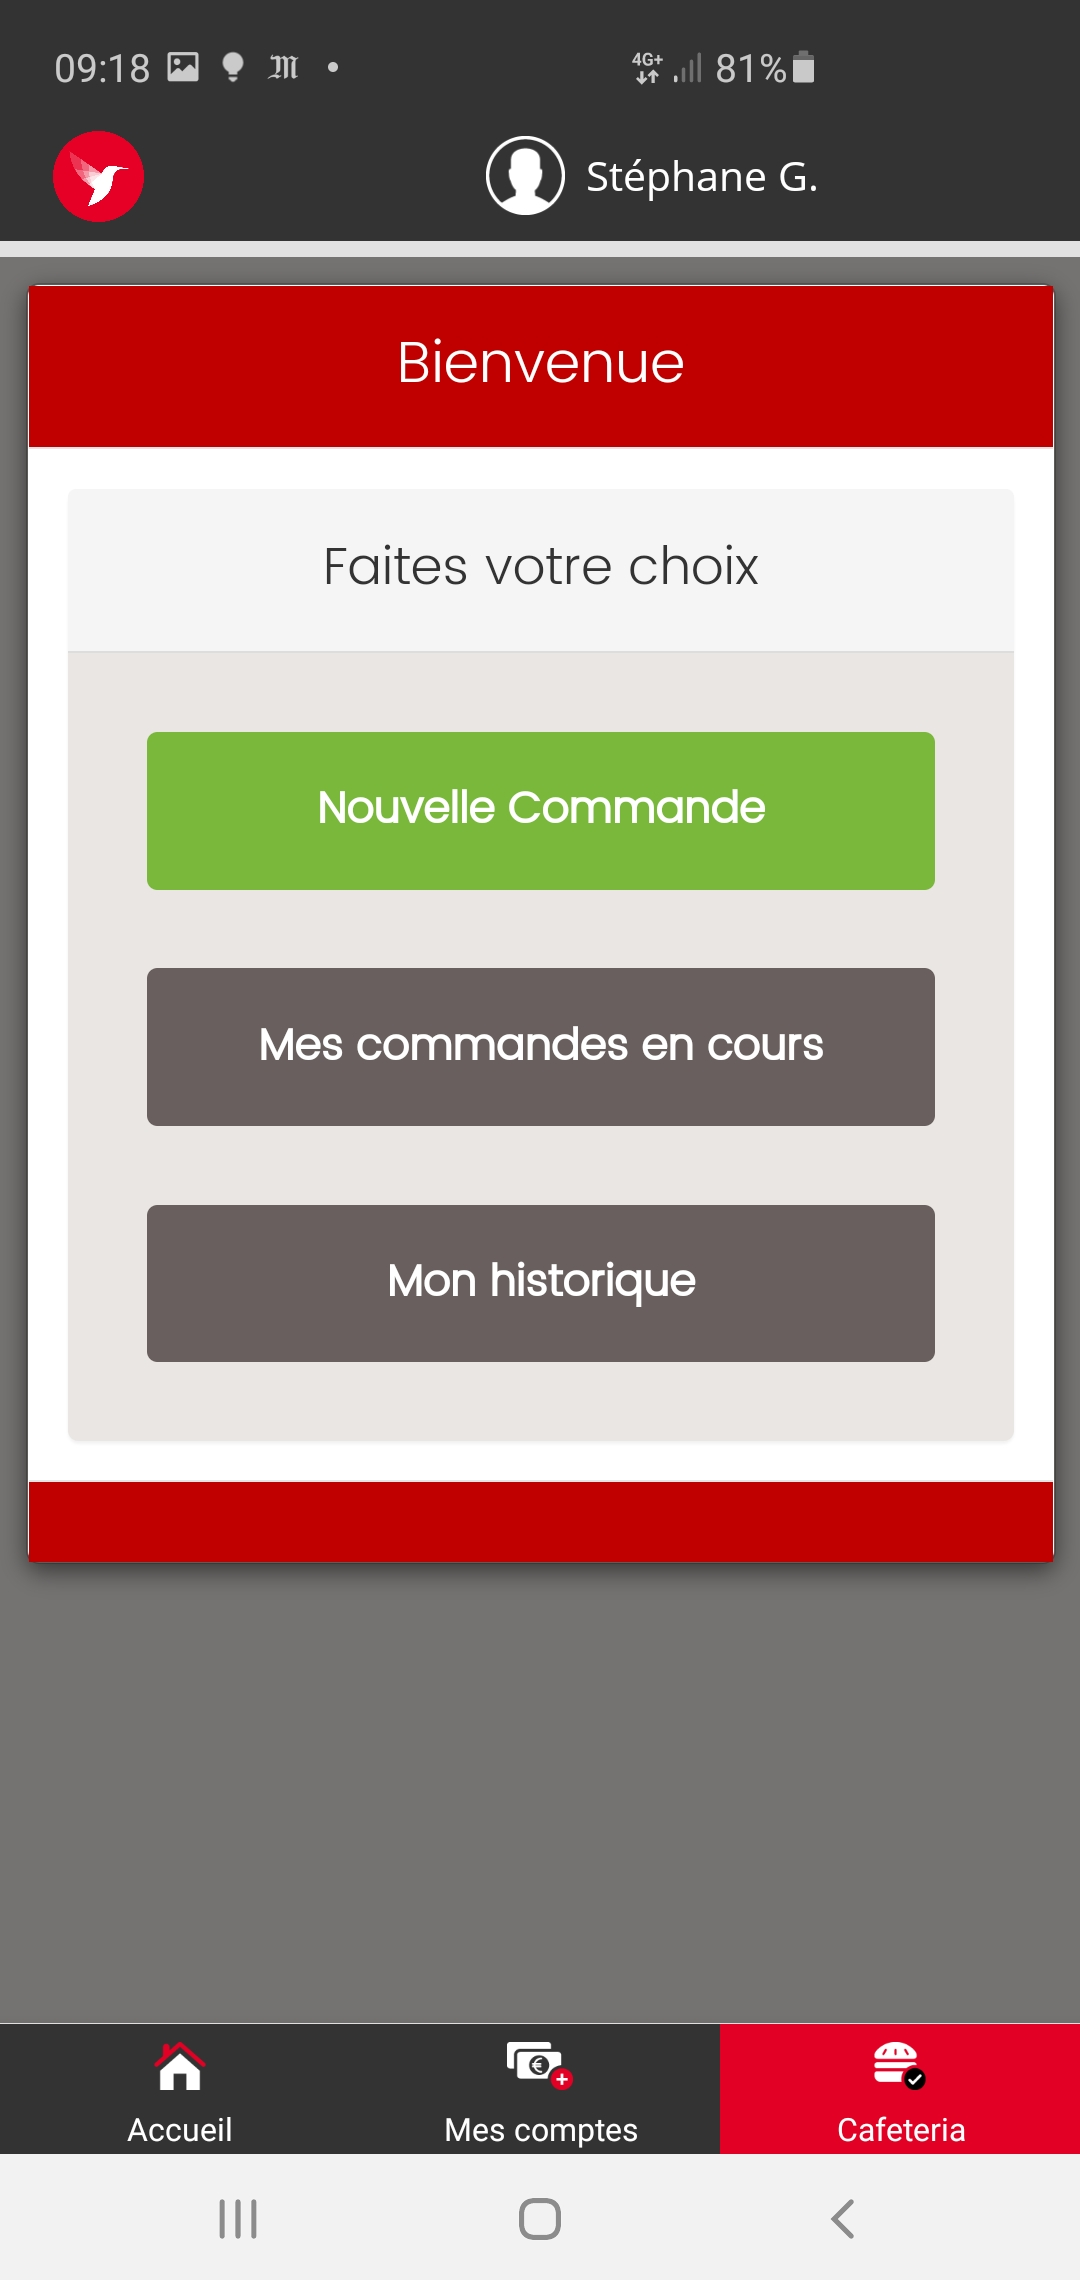 09:18 𝔐 • 4G+ 81%
Stéphane G.
Bienvenue
Faites votre choix
Nouvelle Commande
Mes commandes en cours
Mon historique
Accueil Mes comptes Cafeteria